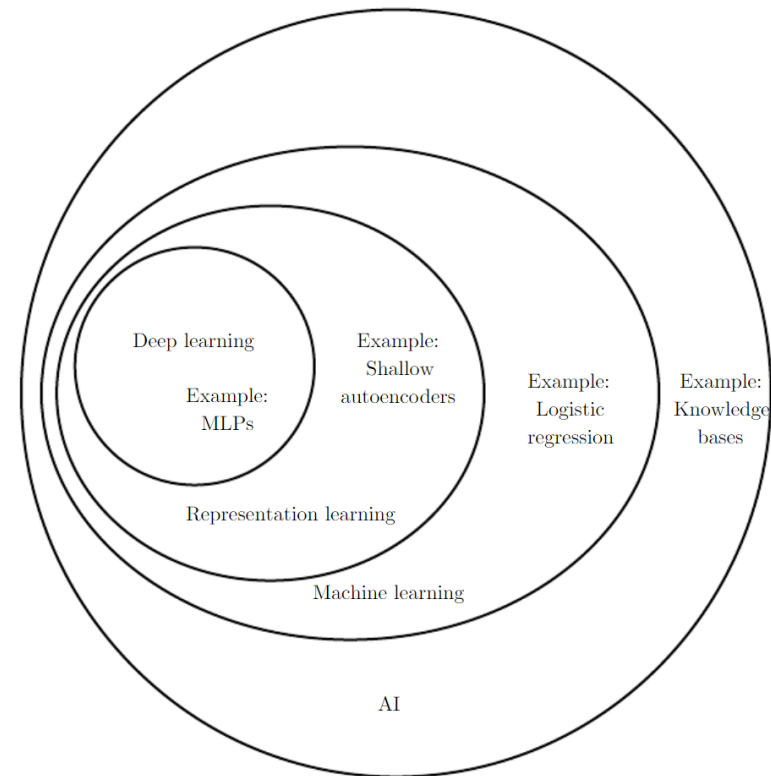 Deep learning
Example:
MLPs
Example:
Shallow
autoencoders
Example:
Logistic
regression
Example:
Knowledge
bases
Representation learning
Machine learning
AI